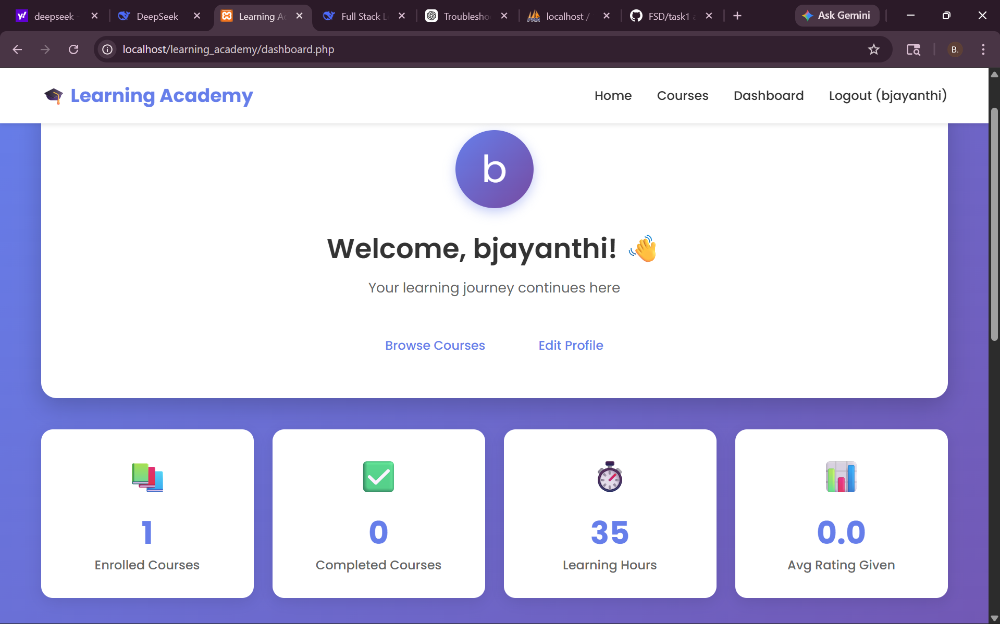 deepseek -
DeepSeek
Learning A
Full Stack L
Troublesho
localhost /
FSD/task1
Ask Gemini
localhost/learning_academy/dashboard.php
B.
Learning Academy
Home
Courses
Dashboard
Logout (bjayanthi)
b
Welcome, bjayanthi!
Your learning journey continues here
Browse Courses
Edit Profile
1
Enrolled Courses
0
Completed Courses
35
Learning Hours
0.0
Avg Rating Given